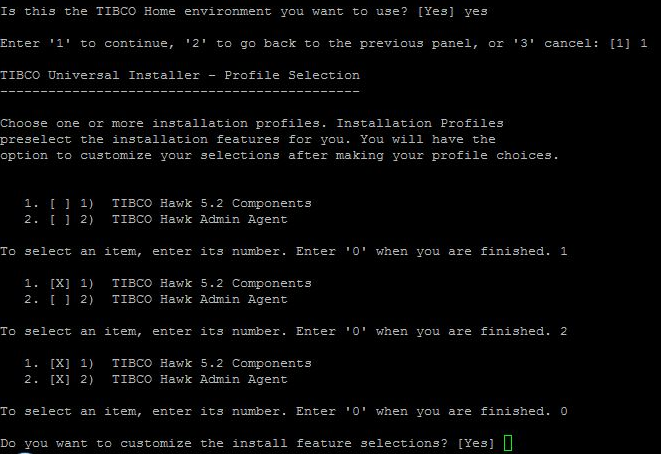 Is this the TIBCO Home environment you want to use? [Yes] yes
Enter '1' to continue, '2' to go back to the previous panel, or '3' cancel: [1] 1
TIBCO Universal Installer - Profile Selection
---------------------------------------------
Choose one or more installation profiles. Installation Profiles
preselect the installation features for you. You will have the
option to customize your selections after making your profile choices.
1. [ ] 1) TIBCO Hawk 5.2 Components
2. [ ] 2) TIBCO Hawk Admin Agent
To select an item, enter its number. Enter '0' when you are finished. 1
1. [X] 1) TIBCO Hawk 5.2 Components
2. [ ] 2) TIBCO Hawk Admin Agent
To select an item, enter its number. Enter '0' when you are finished. 2
1. [X] 1) TIBCO Hawk 5.2 Components
2. [X] 2) TIBCO Hawk Admin Agent
To select an item, enter its number. Enter '0' when you are finished. 0
Do you want to customize the install feature selections? [Yes]